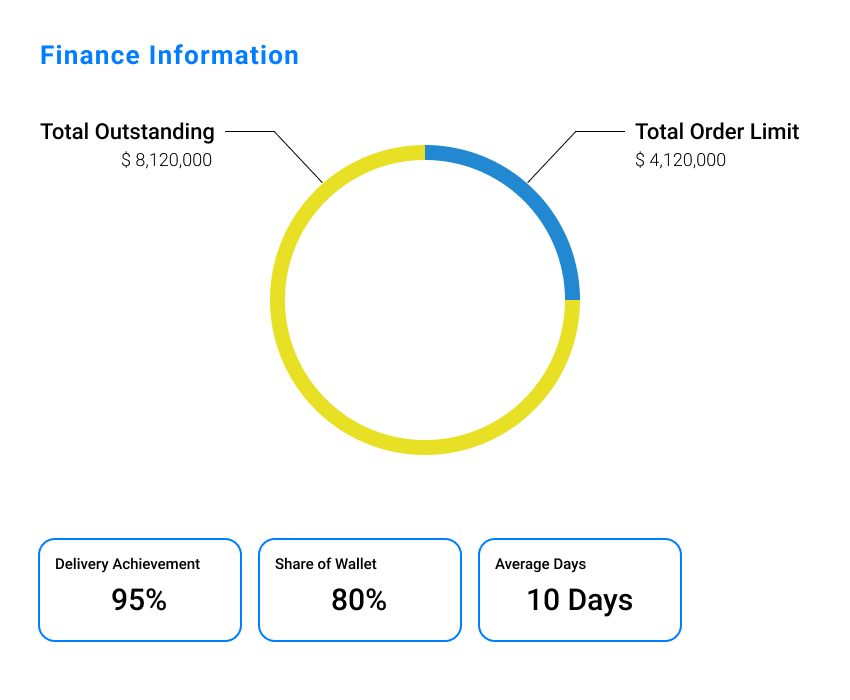 Finance Information
Total Outstanding
$ 8,120,000
Total Order Limit
$ 4,120,000
Delivery Achievement
95%
Share of Wallet
80%
Average Days
10 Days